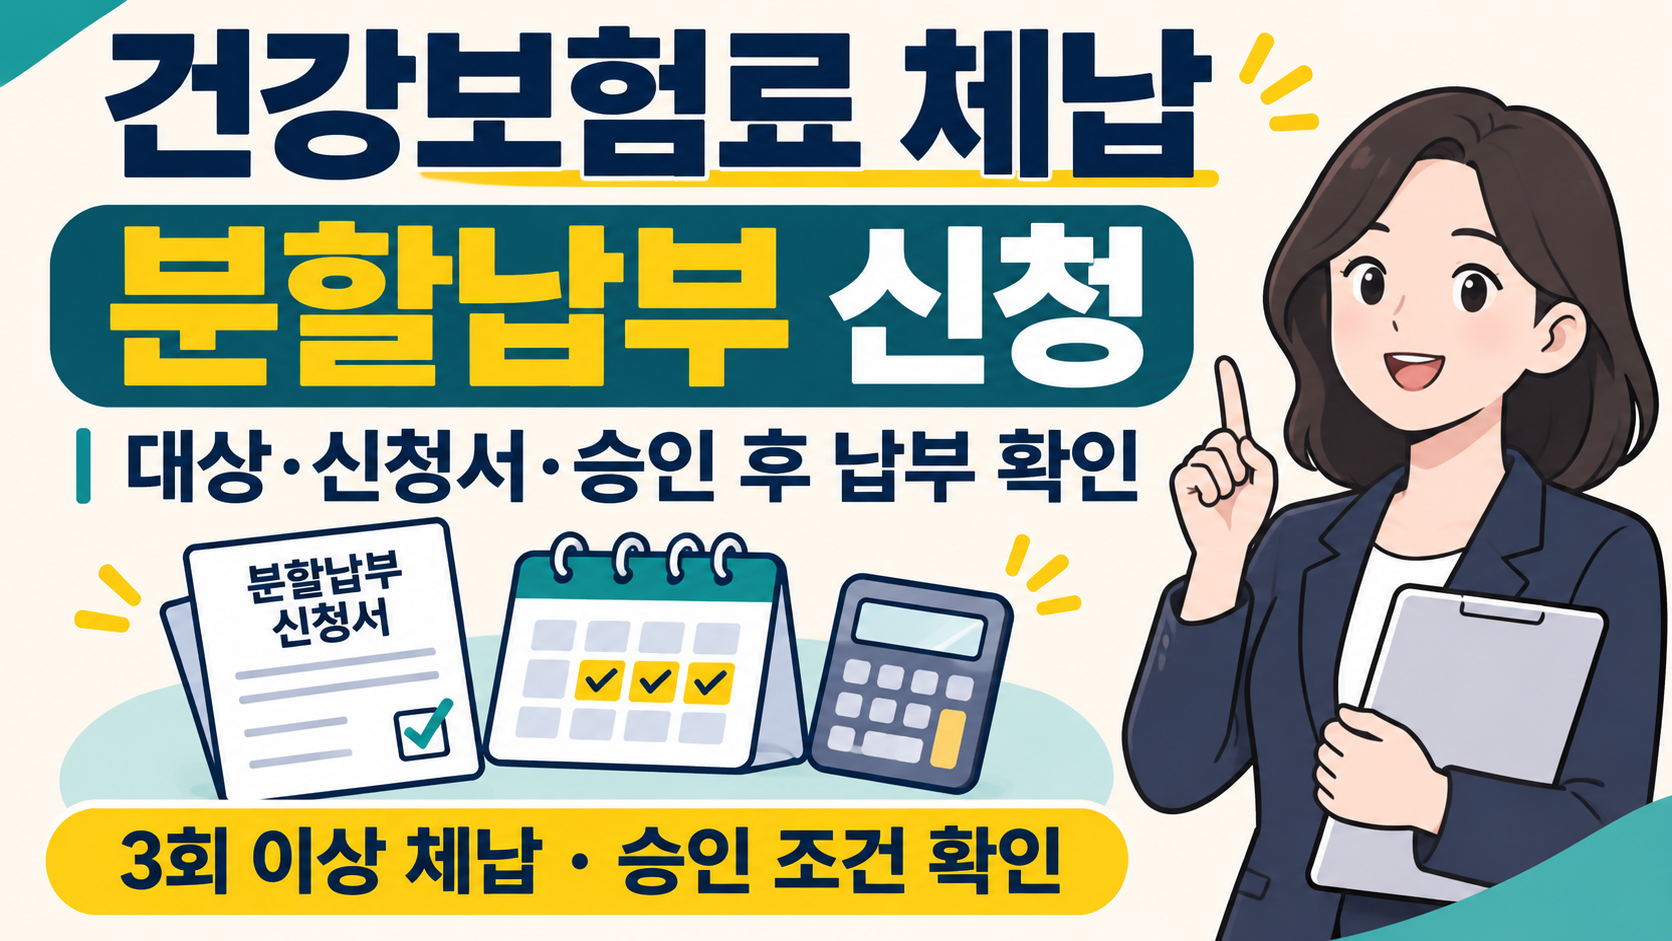 건강보험료 체납
분할납부 신청
대상·신청서·승인 후 납부 확인
분할납부
신청서
3회 이상 체납 · 승인 조건 확인